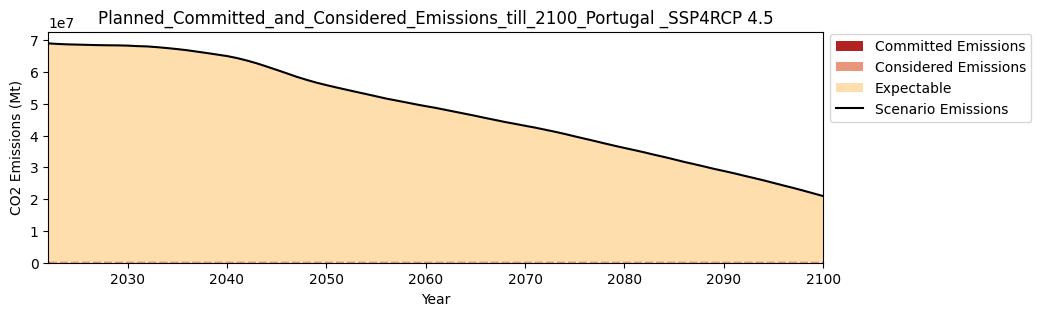 Planned_Committed_and_Considered_Emissions_till_2100_Portugal _SSP4RCP 4.5
1e7
7
6
5
4
3
2
1
0
CO2 Emissions (Mt)
2030 2040 2050 2060 2070 2080 2090 2100
Year
Committed Emissions
Considered Emissions
Expectable
Scenario Emissions